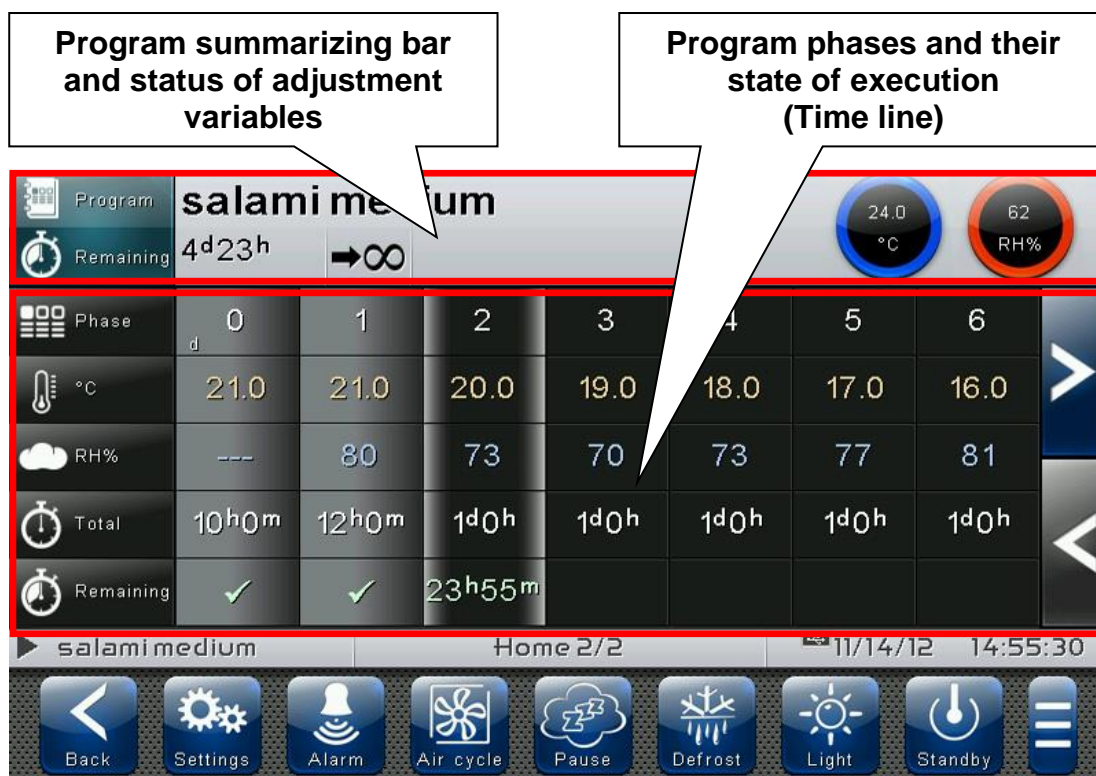 Program summarizing bar
and status of adjustment
variables
Program phases and their
state of execution
(Time line)
Program salami me ium 24.0 °C 62 RH%
Remaining 4d23h →∞
Phase 0 d 1 2 3 4 5 6
°C 21.0 21.0 20.0 19.0 18.0 17.0 16.0
RH% --- 80 73 70 73 77 81
Total 10h0m 12h0m 1d0h 1d0h 1d0h 1d0h 1d0h
Remaining ✓ ✓ 23h55m
salami medium Home 2/2 11/14/12 14:55:30
Back Settings Alarm Air cycle Pause Defrost Light Standby